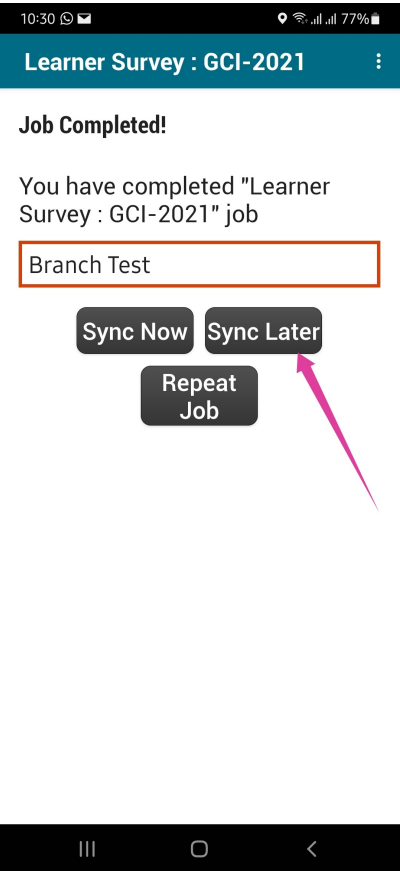 10:30 77%
Learner Survey : GCI-2021
Job Completed!
You have completed "Learner
Survey : GCI-2021" job
Branch Test
Sync Now Sync Later
Repeat
Job